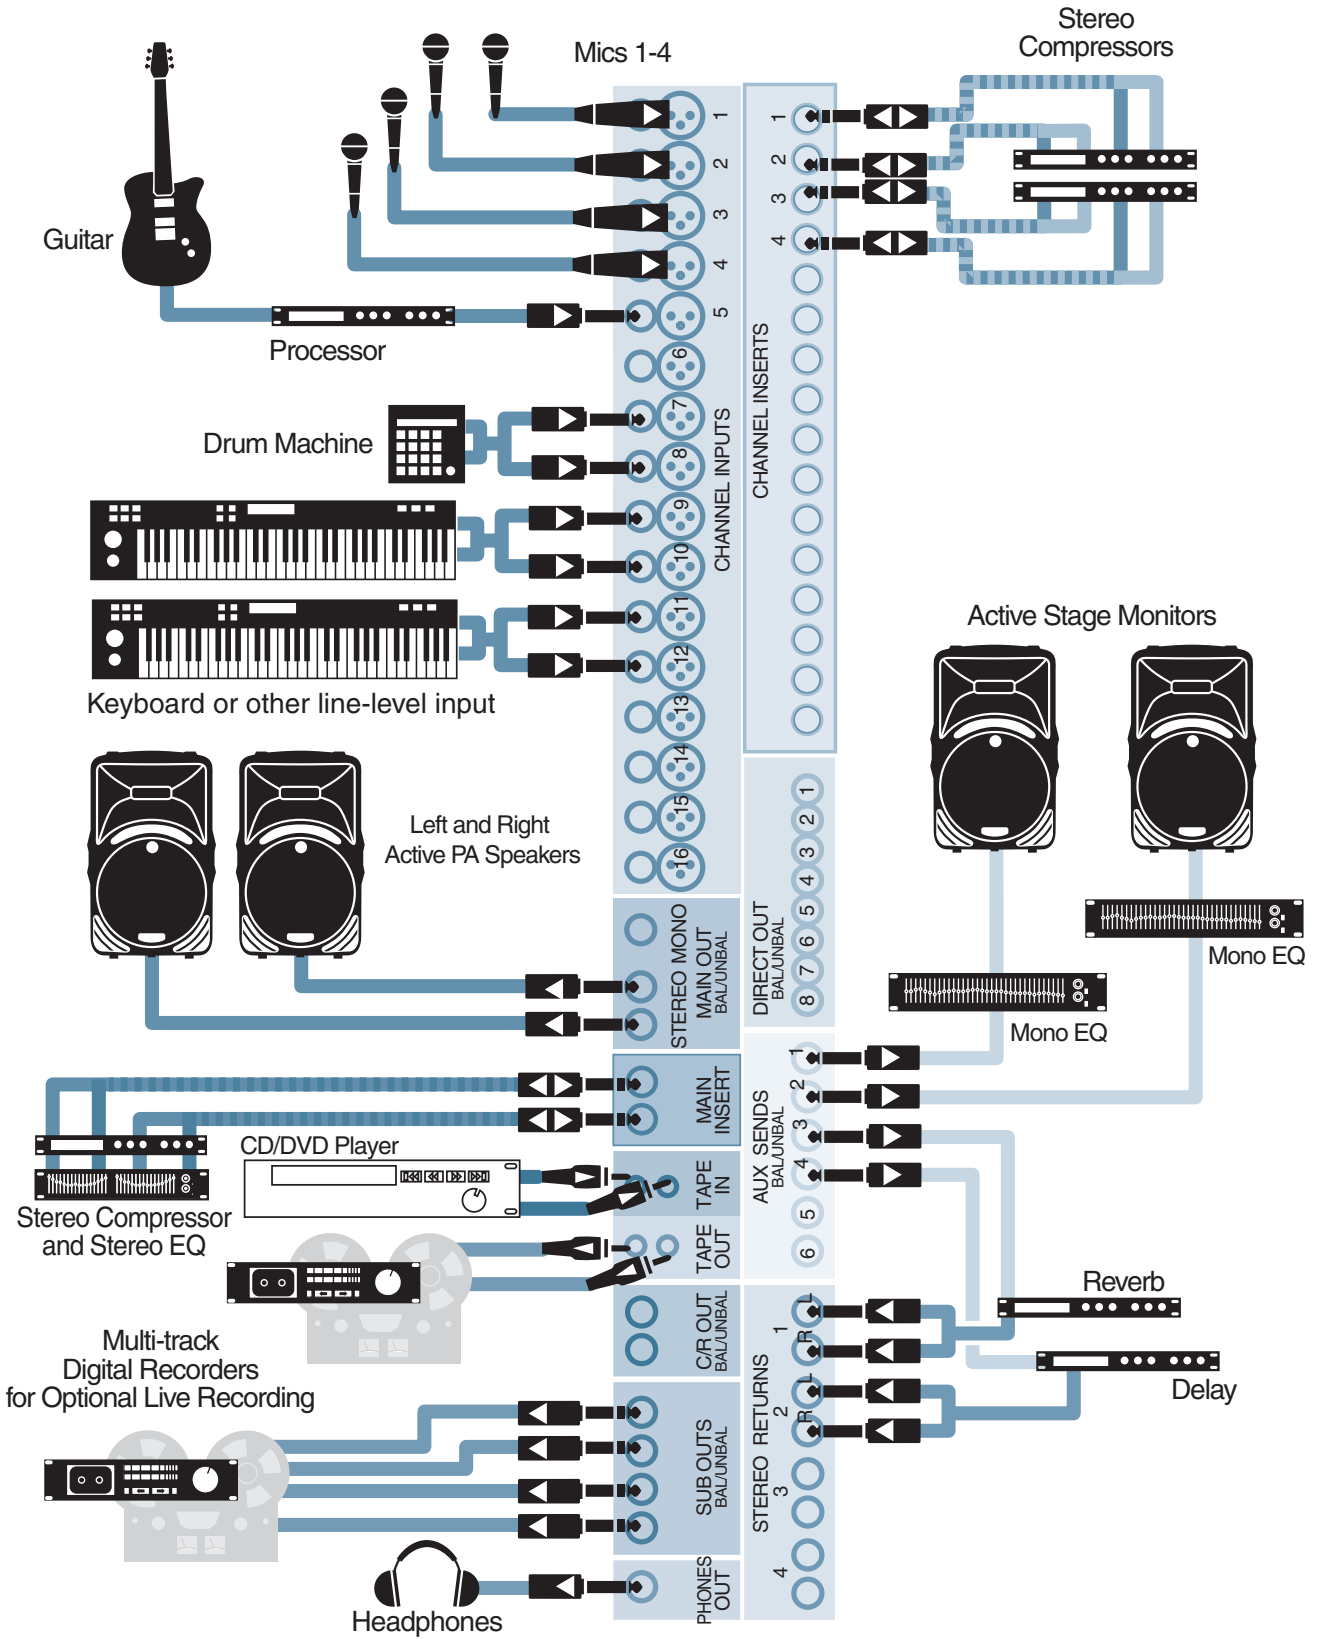 Stereo
Compressors
Mics 1-4
1
2
3
4
5
6
7
8
9
10
11
12
13
14
15
16
CHANNEL INPUTS
1
2
3
4
CHANNEL INSERTS
Guitar
Processor
Drum Machine
Keyboard or other line-level input
Active Stage Monitors
Left and Right
Active PA Speakers
1
2
3
4
5
6
7
8
DIRECT OUT
BAL/UNBAL
STEREO MONO
MAIN OUT
BAL/UNBAL
Mono EQ
Mono EQ
MAIN
INSERT
1
2
3
4
5
6
AUX SENDS
BAL/UNBAL
CD/DVD Player
TAPE
IN
Stereo Compressor
and Stereo EQ
TAPE
OUT
Reverb
Delay
C/R OUT
BAL/UNBAL
Multi-track
Digital Recorders
for Optional Live Recording
L
R
1
L
R
2
3
4
STEREO RETURNS
SUB OUTS
BAL/UNBAL
PHONES
OUT
Headphones